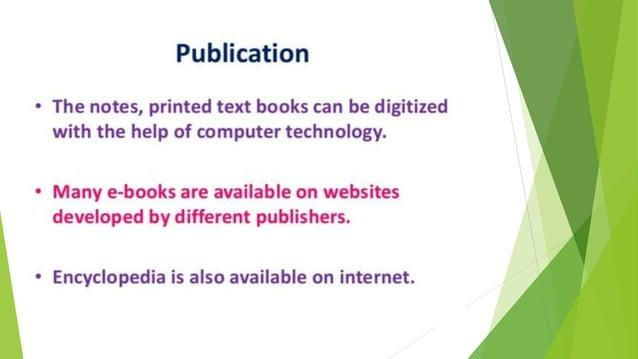 Publication
• The notes, printed text books can be digitized
with the help of computer technology.
• Many e-books are available on websites
developed by different publishers.
• Encyclopedia is also available on internet.